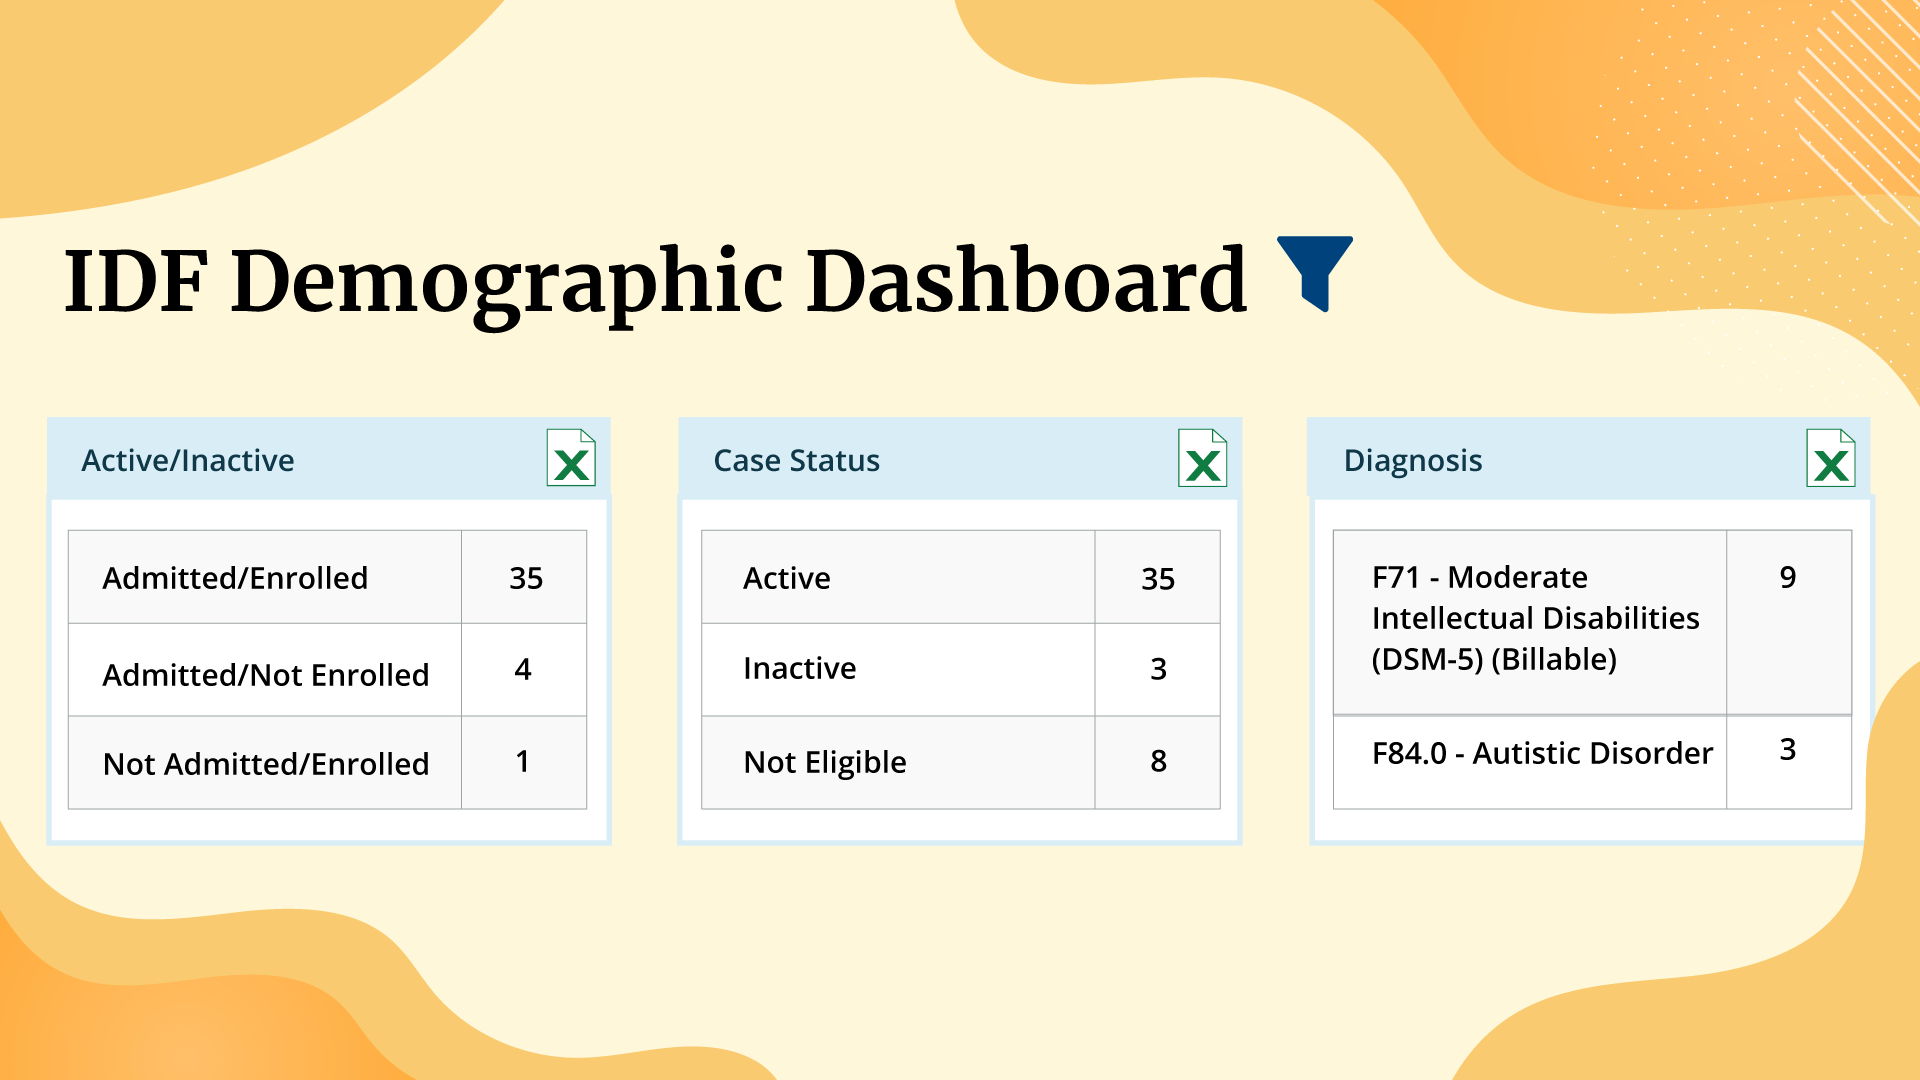 IDF Demographic Dashboard
Active/Inactive
X
Admitted/Enrolled 35
Admitted/Not Enrolled 4
Not Admitted/Enrolled 1
Case Status
X
Active 35
Inactive 3
Not Eligible 8
Diagnosis
X
F71 - Moderate 9
Intellectual Disabilities
(DSM-5) (Billable)
F84.0 - Autistic Disorder 3